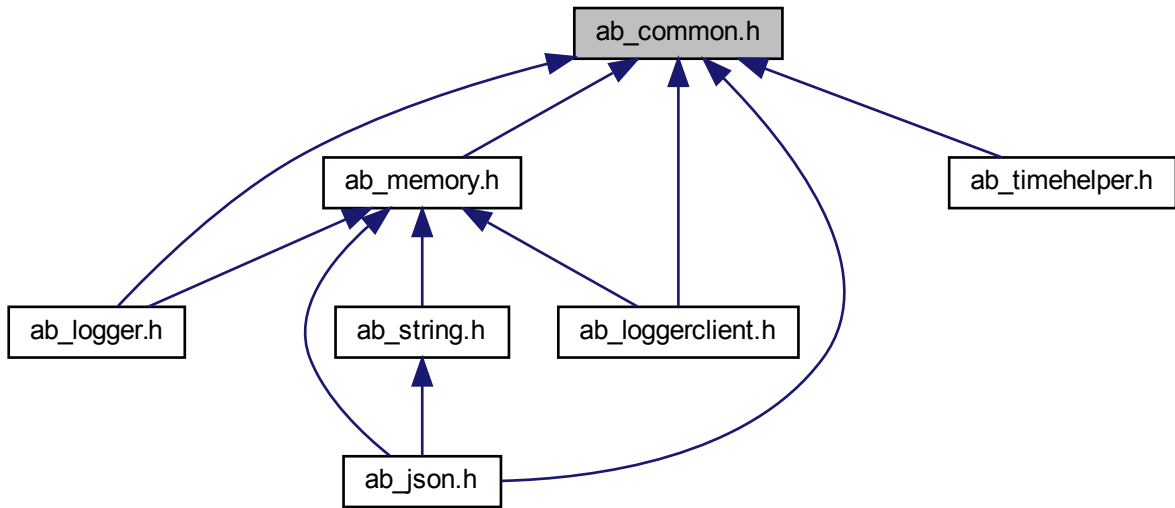 ab_common.h
ab_memory.h
ab_timehelper.h
ab_logger.h
ab_string.h
ab_loggerclient.h
ab_json.h